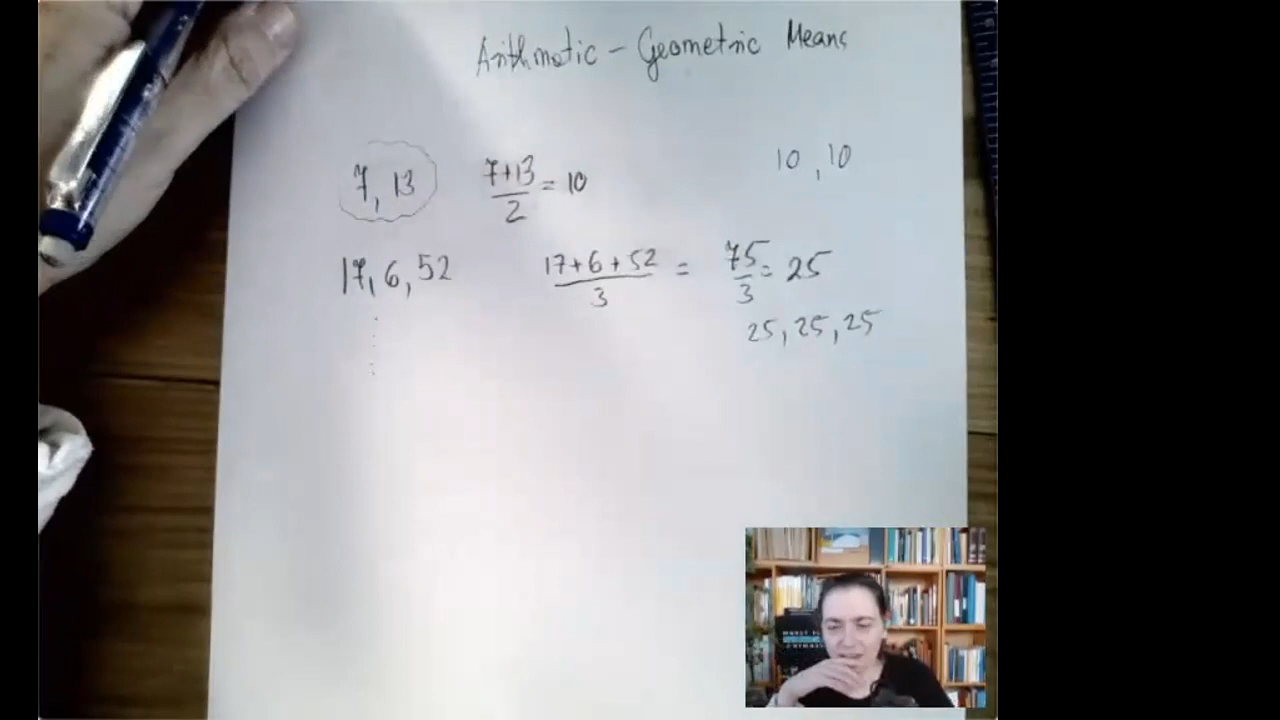 Arithmatic - Geometric Means
7, 13 7+13/2 = 10 10, 10
17, 6, 52 17+6+52/3 = 75/3 = 25
25, 25, 25